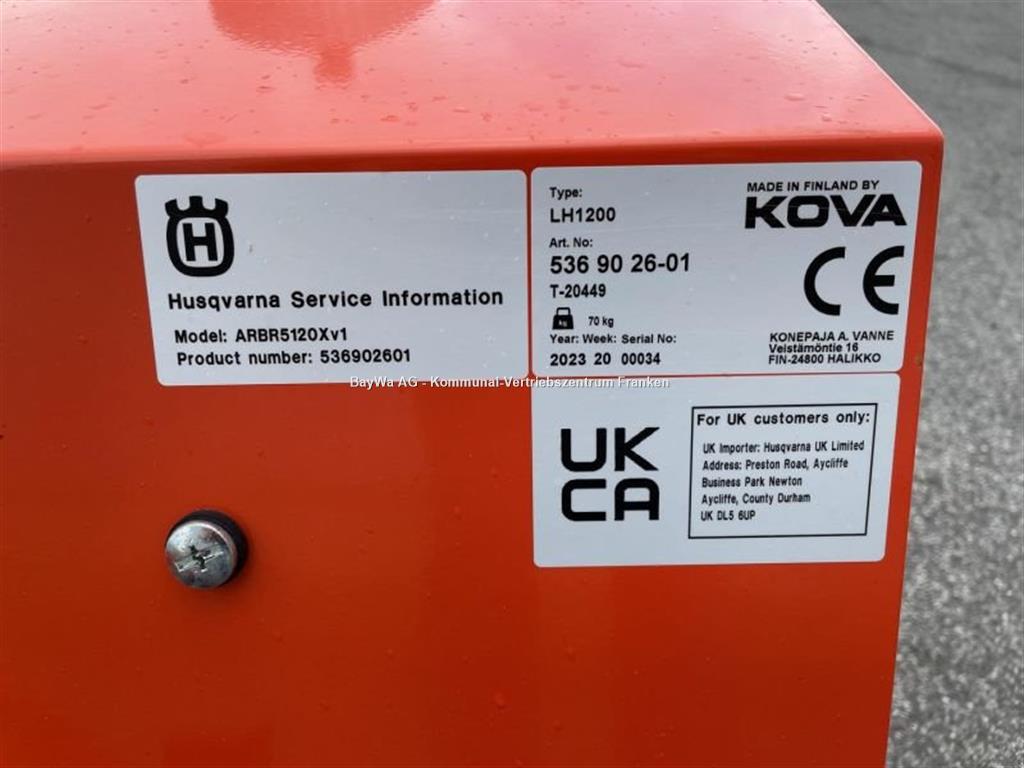 H
Husqvarna Service Information
Model: ARBR5120Xv1
Product number: 536902601
Type:
LH1200
Art. No:
536 90 26-01
T-20449
kg
70 kg
Year: Week: Serial No:
2023 20 00034
MADE IN FINLAND BY
KOVA
CE
KONEPAJA A. VANNE
Veistämöntie 16
FIN-24800 HALIKKO
BayWa AG - Kommunal-Vertriebszentrum Franken
UK
CA
For UK customers only:
UK Importer: Husqvarna UK Limited
Address: Preston Road, Aycliffe
Business Park Newton
Aycliffe, County Durham
UK DL5 6UP